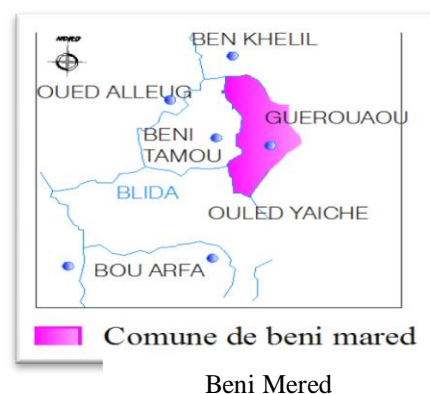 NORD
BEN KHELIL
OUED ALLEUG
GUEROUAOU
BENI
TAMOU
BLIDA
OULED YAICHE
BOU ARFA
Comune de beni mared
Beni Mered